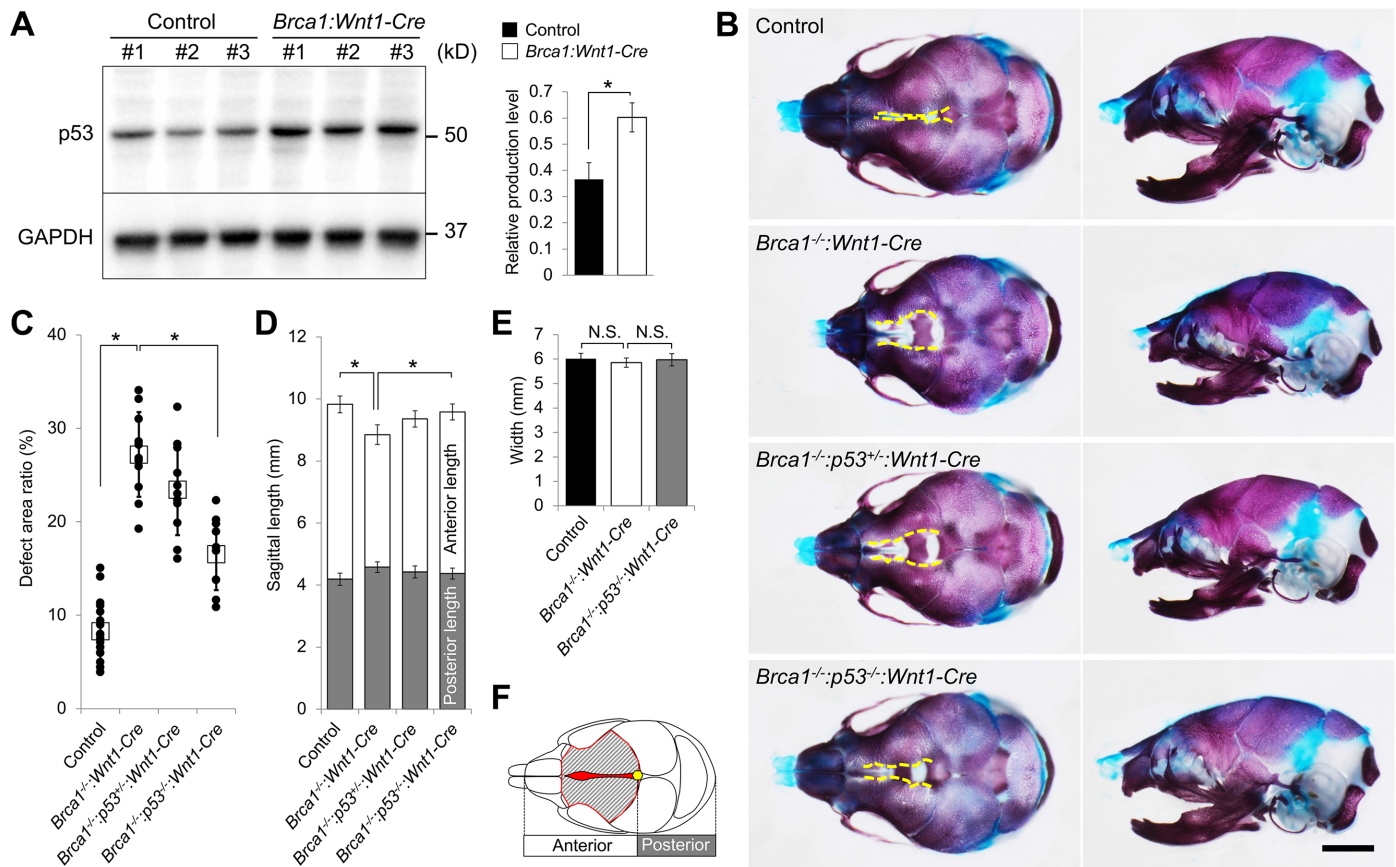 A
Control
Brca1:Wnt1-Cre
#1 #2 #3 #1 #2 #3 (kD)
p53
50
GAPDH
37
Control
Brca1:Wnt1-Cre
*
Relative production level
0.7
0.6
0.5
0.4
0.3
0.2
0.1
0
B
Control
Brca1-/-:Wnt1-Cre
Brca1-/-:p53+/-:Wnt1-Cre
Brca1-/-:p53-/-:Wnt1-Cre
C
Defect area ratio (%)
40
30
20
10
0
* *
Control
Brca1-/-:Wnt1-Cre
Brca1-/-:p53+/-:Wnt1-Cre
Brca1-/-:p53-/-:Wnt1-Cre
D
Sagittal length (mm)
12
10
8
6
4
2
0
* *
Anterior length
Posterior length
Control
Brca1-/-:Wnt1-Cre
Brca1-/-:p53+/-:Wnt1-Cre
Brca1-/-:p53-/-:Wnt1-Cre
E
Width (mm)
7
6
5
4
3
2
1
0
N.S. N.S.
Control
Brca1-/-:Wnt1-Cre
Brca1-/-:p53-/-:Wnt1-Cre
F
Anterior Posterior